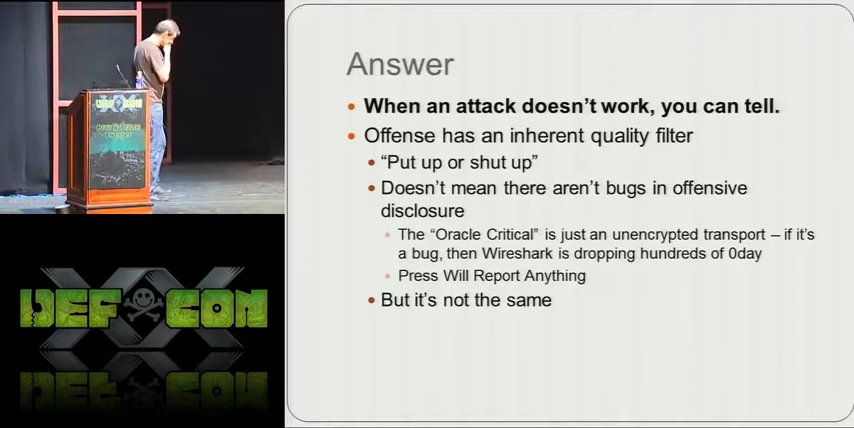 Answer
When an attack doesn't work, you can tell.
Offense has an inherent quality filter
"Put up or shut up"
Doesn't mean there aren't bugs in offensive
disclosure
The "Oracle Critical" is just an unencrypted transport – if it's
a bug, then Wireshark is dropping hundreds of 0day
Press Will Report Anything
But it's not the same
DEF CON
XX
DEF CON